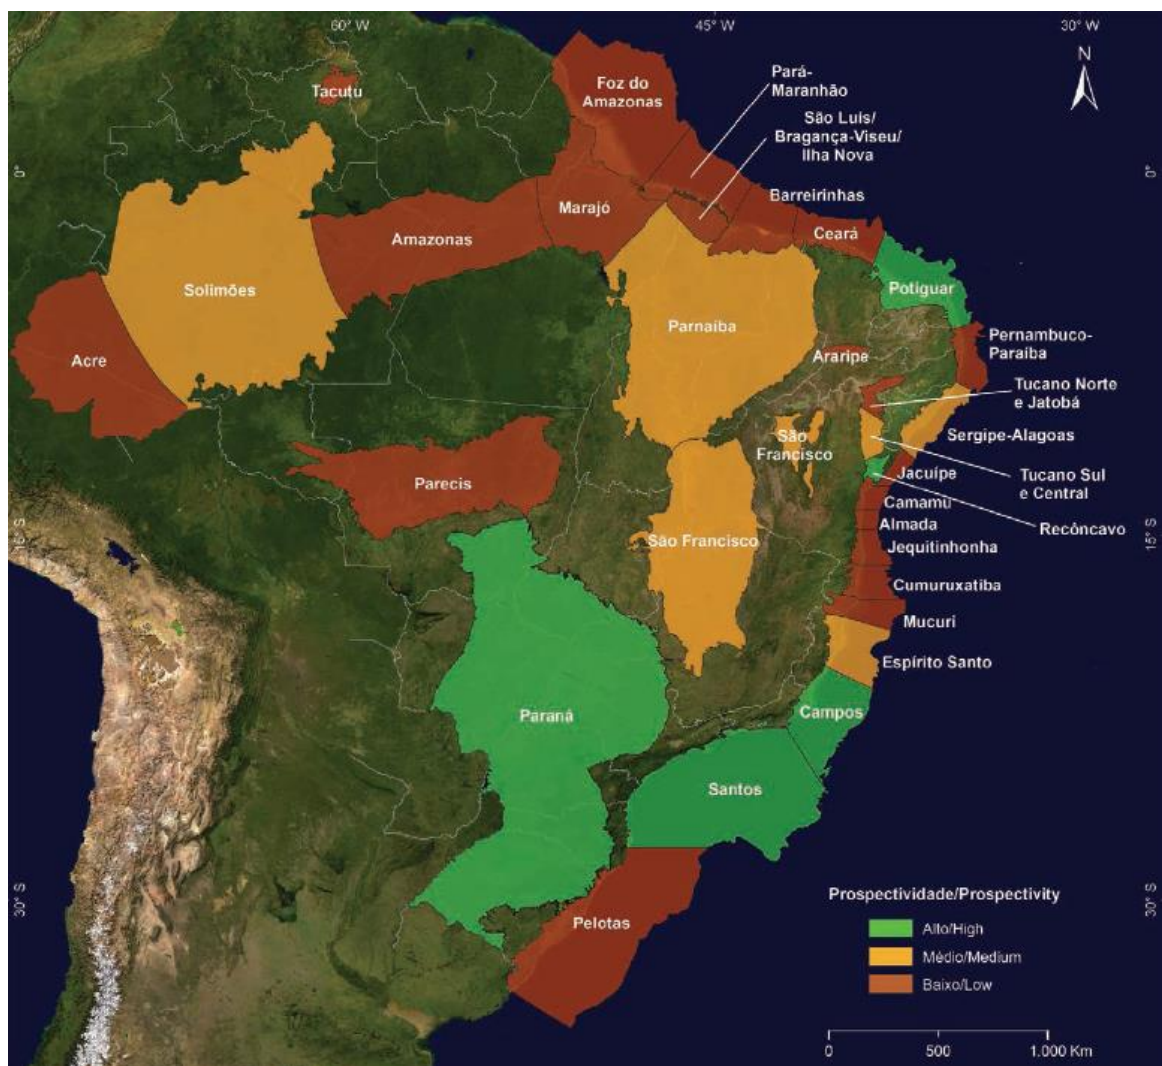 60° W
45° W
30° W
N
Tacutu
Foz do
Amazonas
Pará-
Maranhão
São Luís/
Bragança-Viseu/
Ilha Nova
0°
0°
Barreirinhas
Marajó
Amazonas
Ceará
Solimões
Potiguar
Parnaíba
Pernambuco-
Paraíba
Acre
Araripe
Tucano Norte
e Jatobá
São
Francisco
Sergipe-Alagoas
Parecis
Jacuípe
Tucano Sul
e Central
Camamú
Almada
Recôncavo
15° S
15° S
São Francisco
Jequitinhonha
Cumuruxatiba
Mucuri
Espírito Santo
Paraná
Campos
Santos
30° S
30° S
Pelotas
Prospectividade/Prospectivity
Alto/High
Médio/Medium
Baixo/Low
0 500 1.000 Km